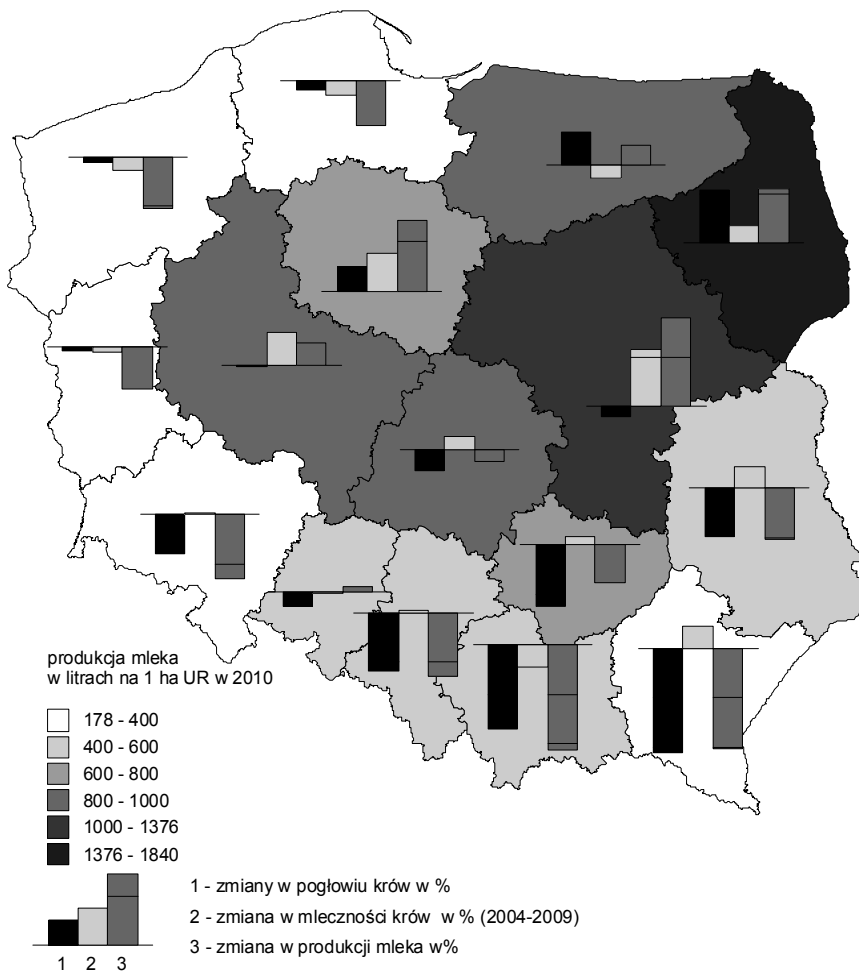 produkcja mleka
w litrach na 1 ha UR w 2010
178 - 400
400 - 600
600 - 800
800 - 1000
1000 - 1376
1376 - 1840
1 - zmiany w pogłowiu krów w %
2 - zmiana w mleczności krów w % (2004-2009)
3 - zmiana w produkcji mleka w%
1 2 3